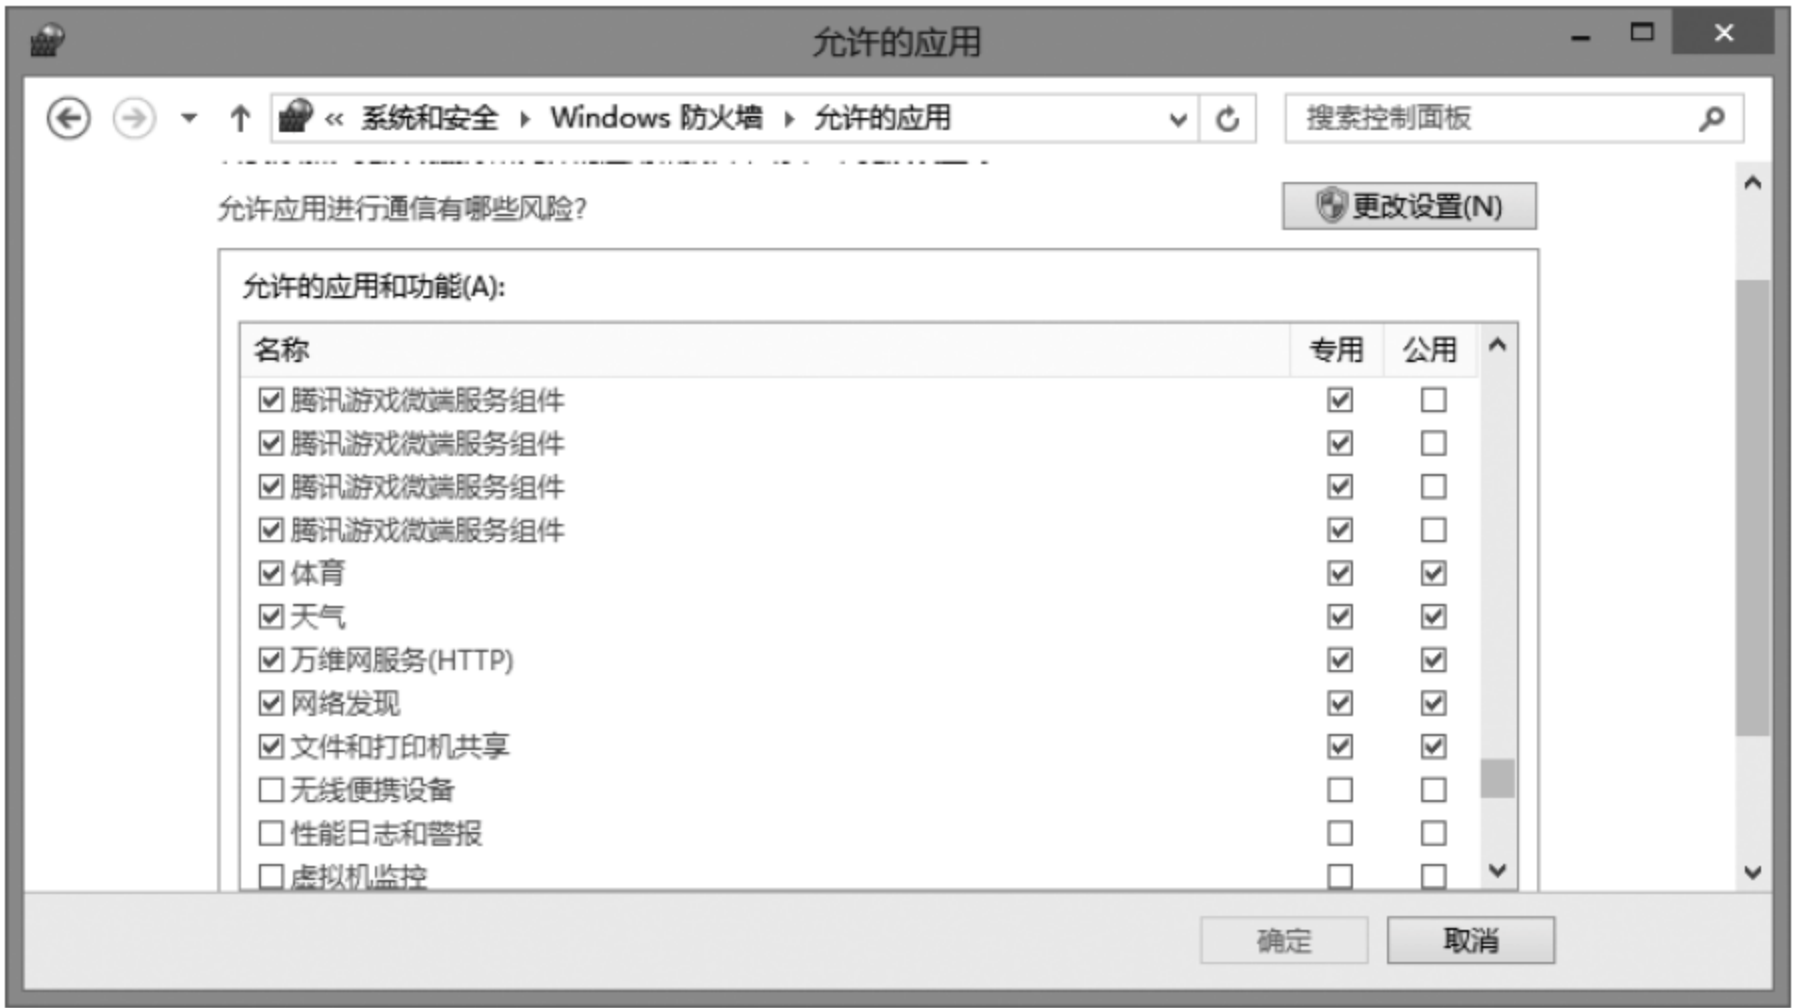 允许的应用
« 系统和安全 ▸ Windows 防火墙 ▸ 允许的应用 搜索控制面板
允许应用进行通信有哪些风险? 更改设置(N)
允许的应用和功能(A):
名称 专用 公用
腾讯游戏微端服务组件
腾讯游戏微端服务组件
腾讯游戏微端服务组件
腾讯游戏微端服务组件
体育
天气
万维网服务(HTTP)
网络发现
文件和打印机共享
无线便携设备
性能日志和警报
虚拟机监控
确定 取消